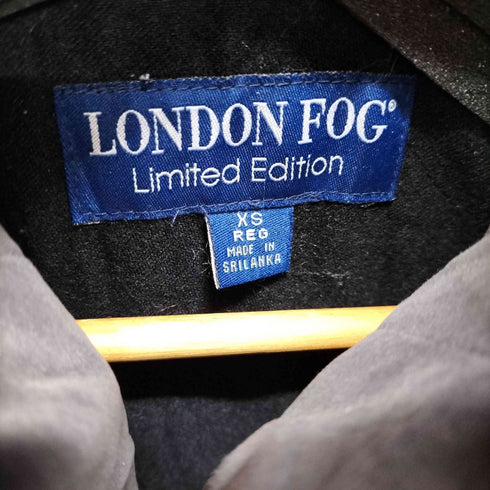 LONDON FOG®
Limited Edition
XS
REG
MADE IN
SRILANKA